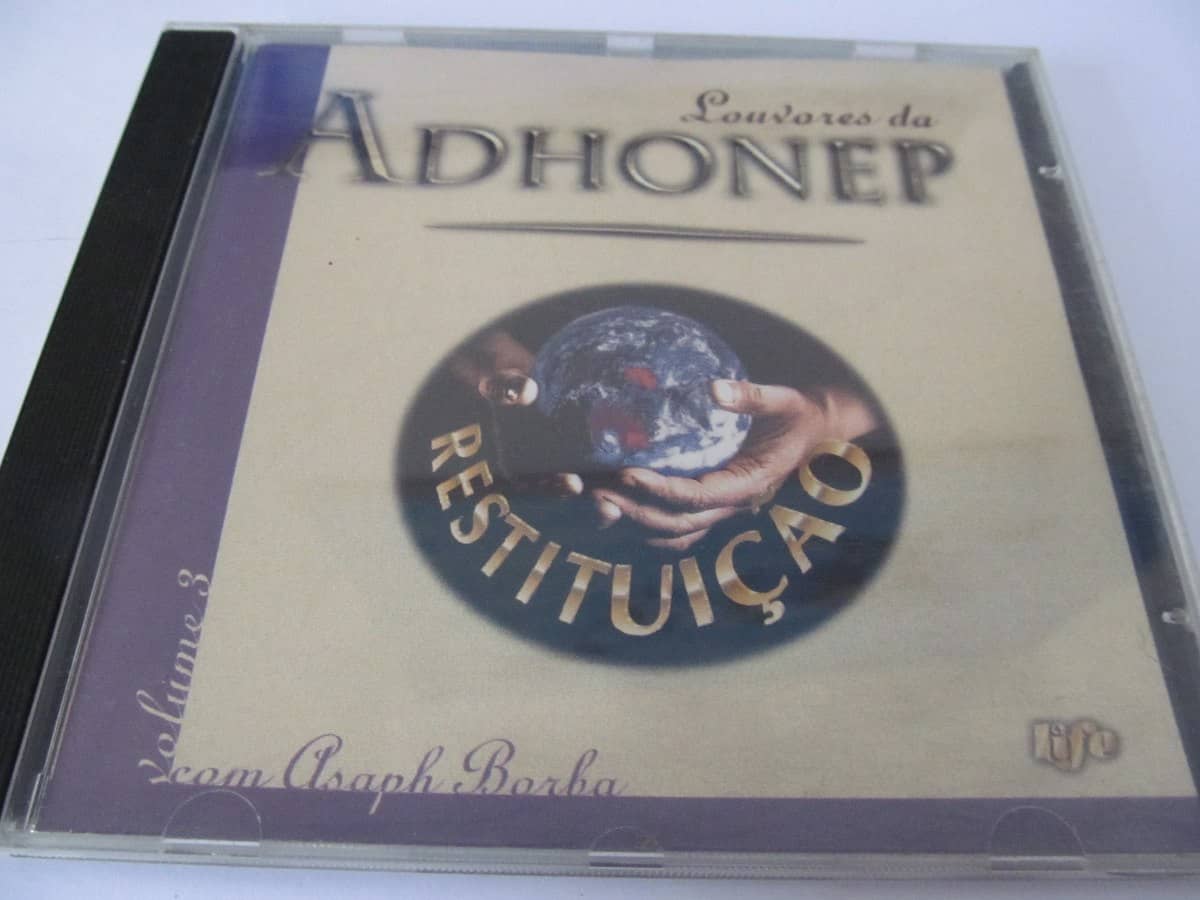 Louvores da
ADHONEP
RESTITUIÇÃO
volume 3
com Asaph Borba
life